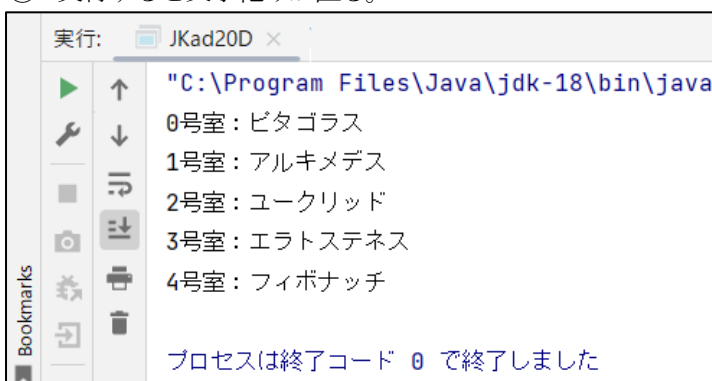 実行: JKad20D ×
"C:\Program Files\Java\jdk-18\bin\java
0号室：ピタゴラス
1号室：アルキメデス
2号室：ユークリッド
3号室：エラトステネス
4号室：フィボナッチ
プロセスは終了コード 0 で終了しました
Bookmarks